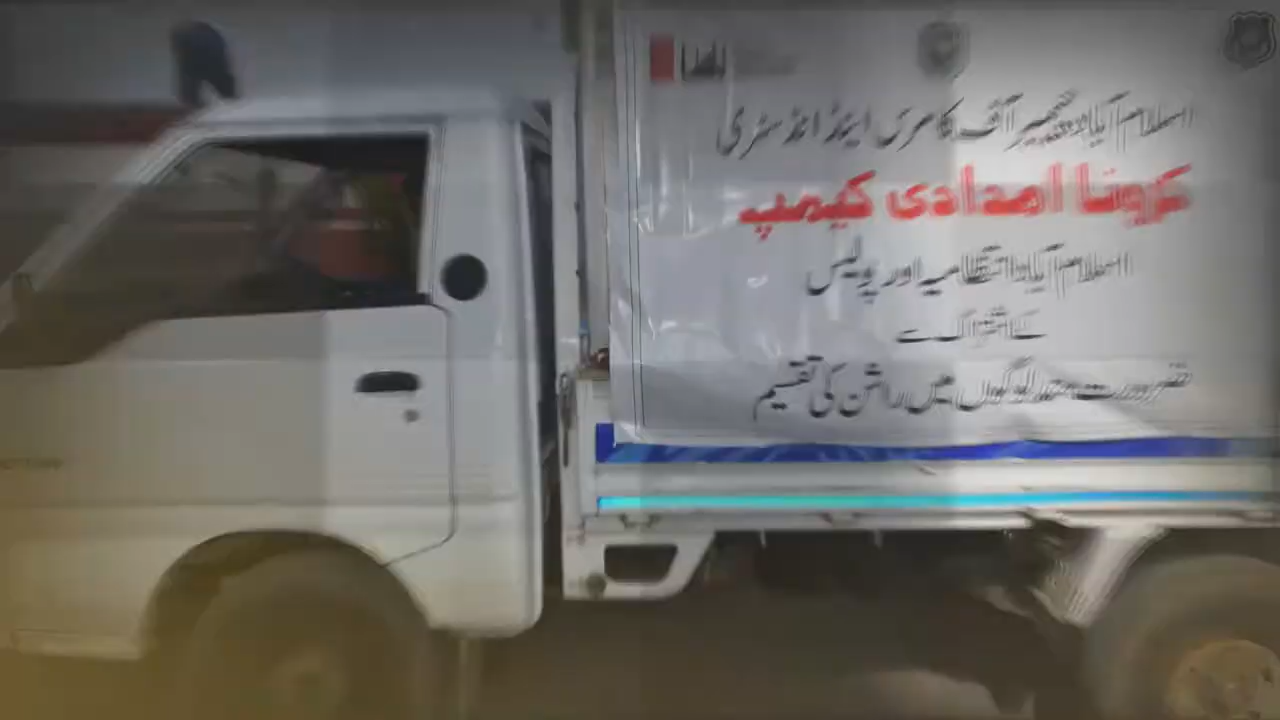 اسلام آباد چیمبر آف کامرس اینڈ انڈسٹری
کرونا امدادی کیمپ
اسلام آباد انتظامیہ اور پولیس
کے اشتراک سے
ضرورت مند لوگوں میں راشن کی تقسیم